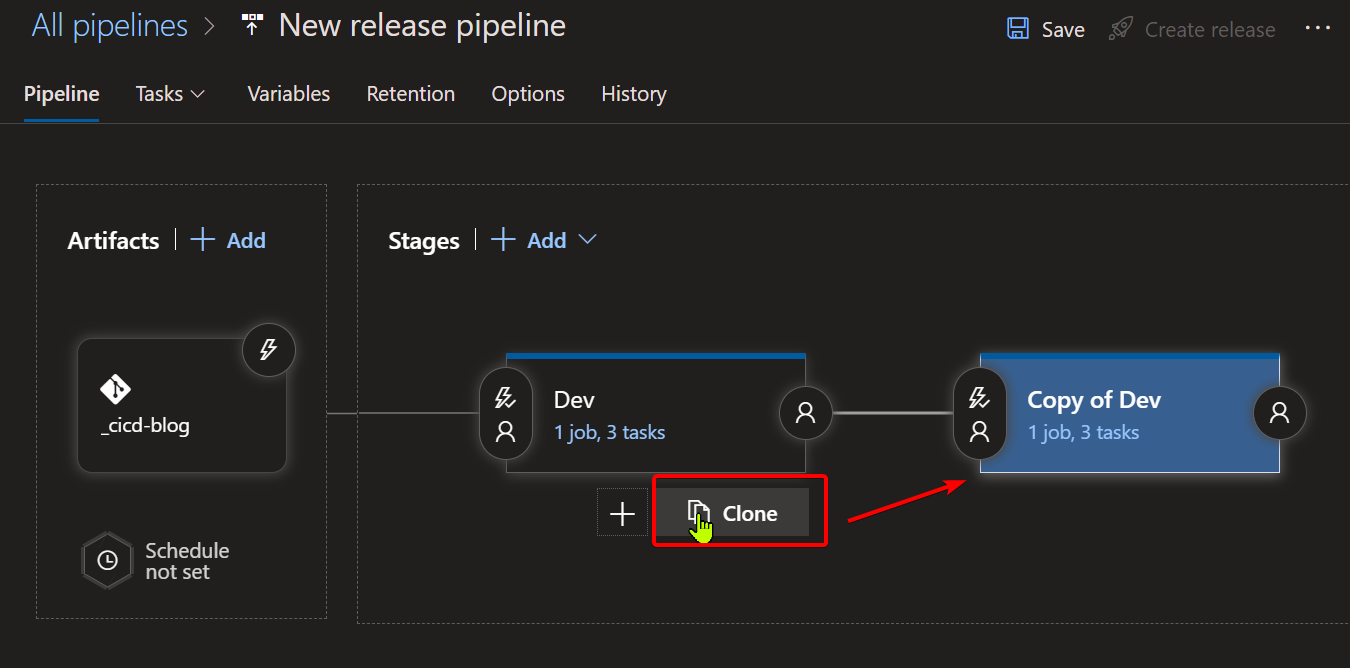 All pipelines > New release pipeline
Save Create release ...
Pipeline Tasks Variables Retention Options History
Artifacts | + Add
Stages | + Add
_cicd-blog
Dev
1 job, 3 tasks
Copy of Dev
1 job, 3 tasks
+ Clone
Schedule
not set